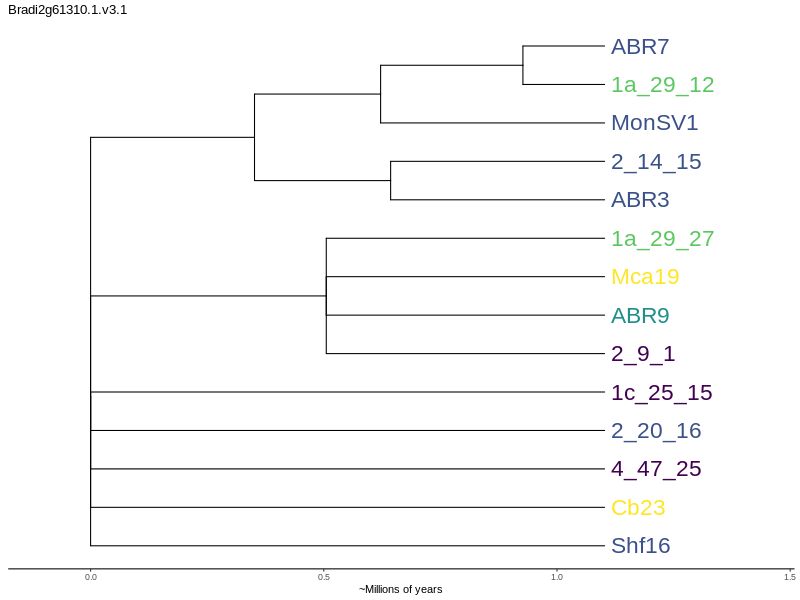 Bradi2g61310.1.v3.1
ABR7
1a_29_12
MonSV1
2_14_15
ABR3
1a_29_27
Mca19
ABR9
2_9_1
1c_25_15
2_20_16
4_47_25
Cb23
Shf16
0.0 0.5 1.0 1.5
~Millions of years